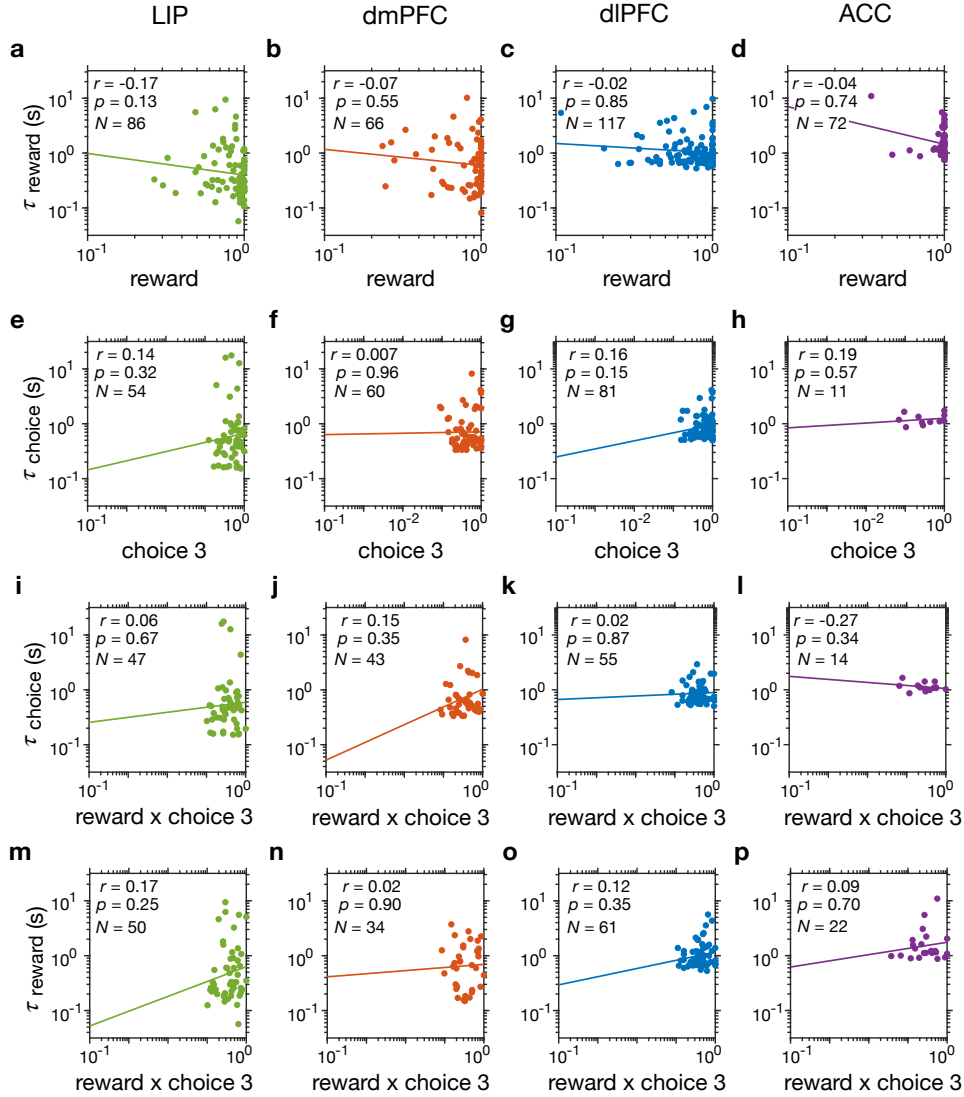 LIP dmPFC dlPFC ACC
a b c d
r = -0.17 r = -0.07 r = -0.02 r = -0.04
p = 0.13 p = 0.55 p = 0.85 p = 0.74
N = 86 N = 66 N = 117 N = 72
τ reward (s)
10^1 10^1 10^1 10^1
10^0 10^0 10^0 10^0
10^-1 10^-1 10^-1 10^-1
10^-1 10^0 10^-1 10^0 10^-1 10^0 10^-1 10^0
reward reward reward reward
e f g h
r = 0.14 r = 0.007 r = 0.16 r = 0.19
p = 0.32 p = 0.96 p = 0.15 p = 0.57
N = 54 N = 60 N = 81 N = 11
τ choice (s)
10^1 10^1 10^1 10^1
10^0 10^0 10^0 10^0
10^-1 10^-1 10^-1 10^-1
10^-1 10^0 10^-1 10^-2 10^0 10^-1 10^0 10^-1 10^-2 10^0
choice 3 choice 3 choice 3 choice 3
i j k l
r = 0.06 r = 0.15 r = 0.02 r = -0.27
p = 0.67 p = 0.35 p = 0.87 p = 0.34
N = 47 N = 43 N = 55 N = 14
τ choice (s)
10^1 10^1 10^1 10^1
10^0 10^0 10^0 10^0
10^-1 10^-1 10^-1 10^-1
10^-1 10^0 10^-1 10^0 10^-1 10^0 10^-1 10^0
reward x choice 3 reward x choice 3 reward x choice 3 reward x choice 3
m n o p
r = 0.17 r = 0.02 r = 0.12 r = 0.09
p = 0.25 p = 0.90 p = 0.35 p = 0.70
N = 50 N = 34 N = 61 N = 22
τ reward (s)
10^1 10^1 10^1 10^1
10^0 10^0 10^0 10^0
10^-1 10^-1 10^-1 10^-1
10^-1 10^0 10^-1 10^0 10^-1 10^0 10^-1 10^0
reward x choice 3 reward x choice 3 reward x choice 3 reward x choice 3